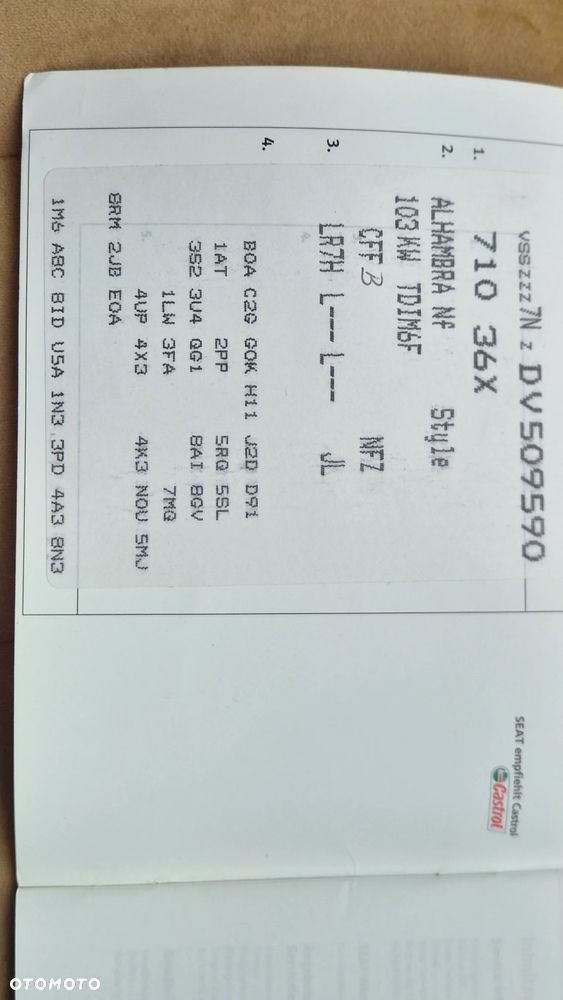 1.
vsszzz7N z DV509590
710 36X
2.
ALHAMBRA Nf Style
103 KW TDIM6F
CFF B NFZ
3.
LR7H L--- L--- JL
4.
B0A C2G G0K H11 J2D D91
1AT 2PP 5RQ 5SL
3S2 3U4 QG1 8AI 8GV
1LW 3FA 7MG
4UP 4X3 4K3 N0U 5MJ
8RM 2JB E0A
1M6 A8C 8ID U5A 1N3 3PD 4A3 8N3
SEAT empfiehlt Castrol
Castrol
OTOMOTO